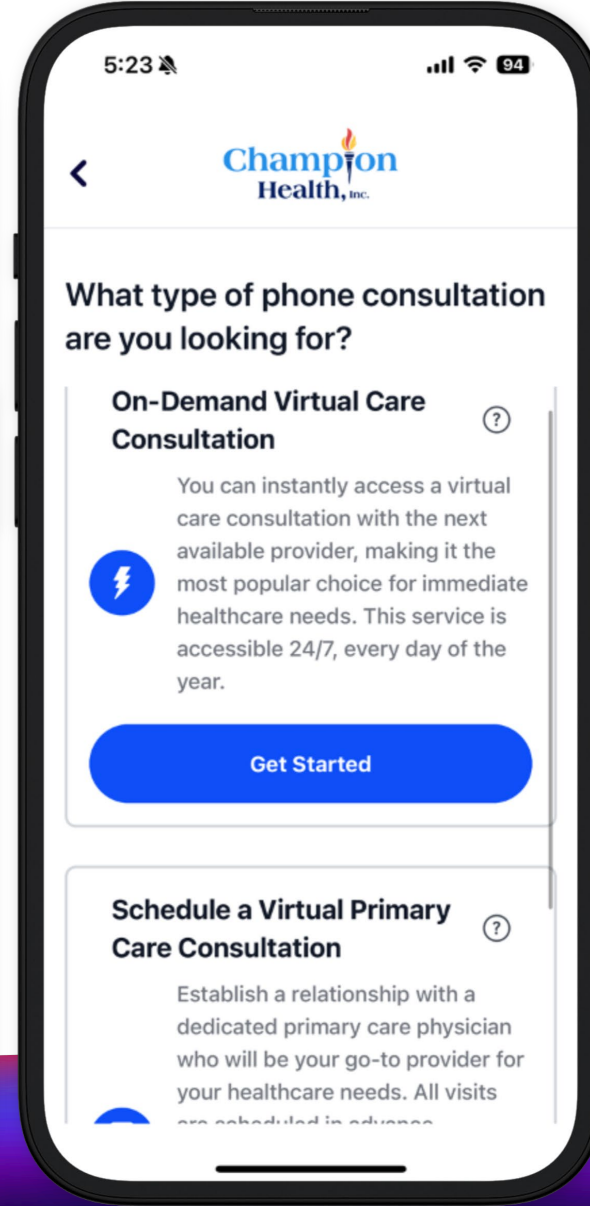 5:23
94
Champion
Health, Inc.
What type of phone consultation
are you looking for?
On-Demand Virtual Care
Consultation
?
You can instantly access a virtual
care consultation with the next
available provider, making it the
most popular choice for immediate
healthcare needs. This service is
accessible 24/7, every day of the
year.
Get Started
Schedule a Virtual Primary
Care Consultation
?
Establish a relationship with a
dedicated primary care physician
who will be your go-to provider for
your healthcare needs. All visits
are scheduled in advance